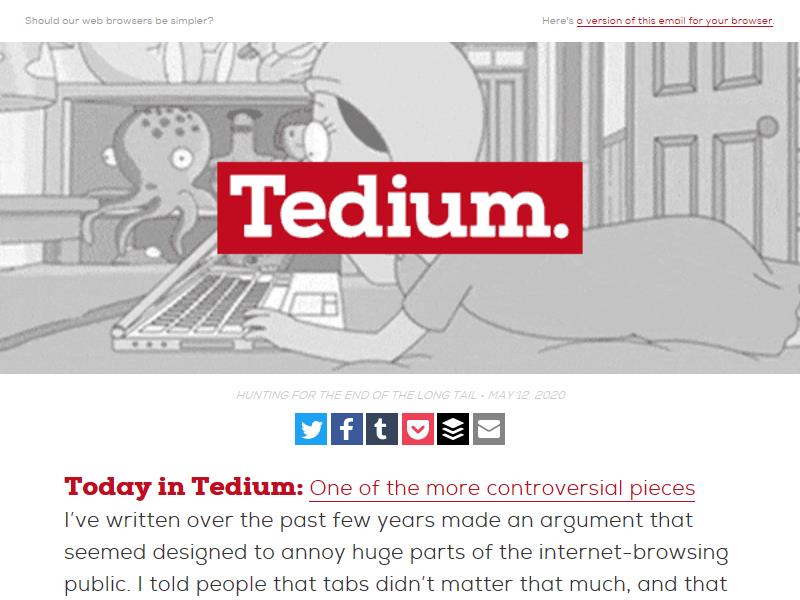 Should our web browsers be simpler?
Here's a version of this email for your browser.
Tedium.
HUNTING FOR THE END OF THE LONG TAIL • MAY 12, 2020
Today in Tedium: One of the more controversial pieces
I’ve written over the past few years made an argument that
seemed designed to annoy huge parts of the internet-browsing
public. I told people that tabs didn’t matter that much, and that